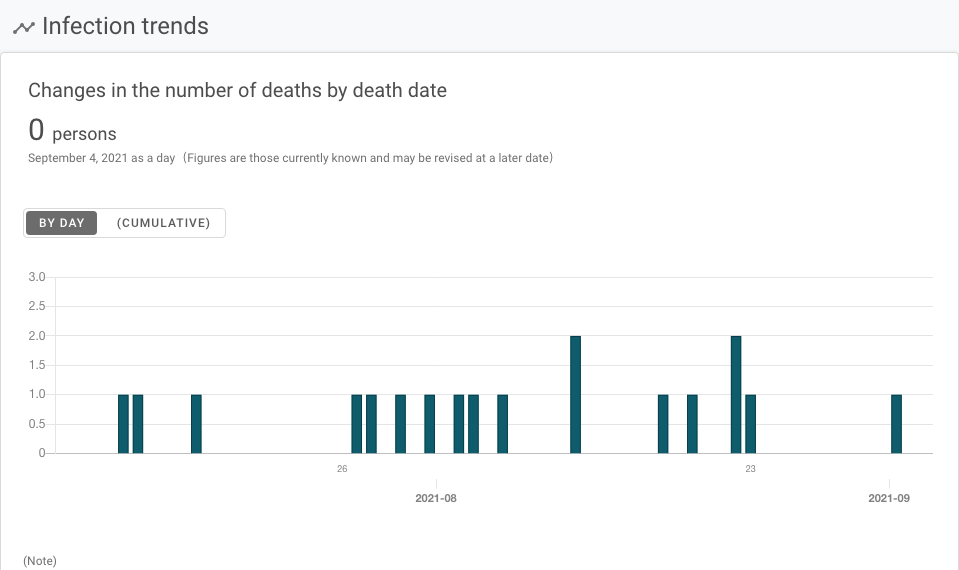 Infection trends
Changes in the number of deaths by death date
0 persons
September 4, 2021 as a day（Figures are those currently known and may be revised at a later date）
BY DAY (CUMULATIVE)
3.0
2.5
2.0
1.5
1.0
0.5
0
26 23
2021-08 2021-09
(Note)